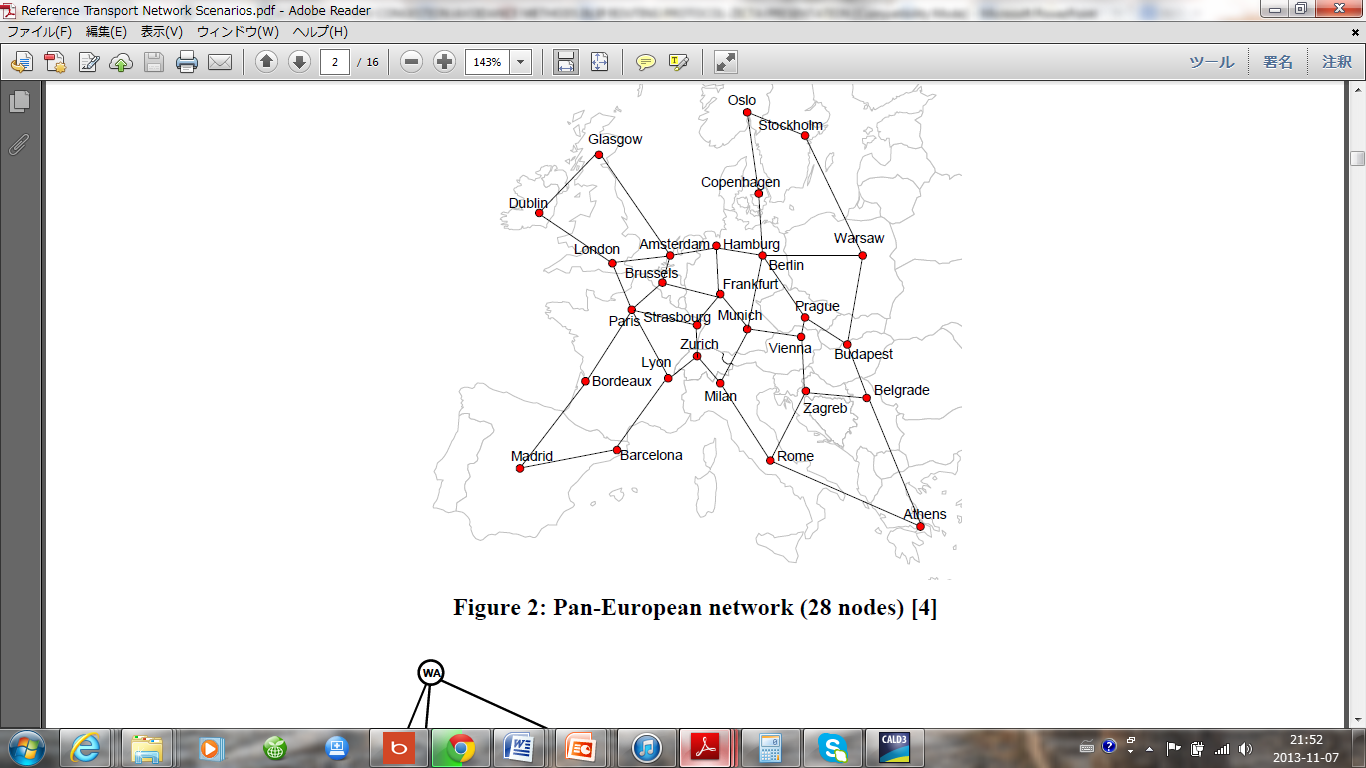 Reference Transport Network Scenarios.pdf - Adobe Reader
ファイル(F) 編集(E) 表示(V) ウィンドウ(W) ヘルプ(H)
2 / 16 143% ツール 署名 注釈
Oslo
Stockholm
Glasgow
Copenhagen
Dublin
Warsaw
London Amsterdam Hamburg
Berlin
Brussels
Frankfurt
Prague
Paris Strasbourg Munich
Zurich Vienna
Budapest
Lyon
Bordeaux Milan Belgrade
Zagreb
Madrid Barcelona Rome
Athens
Figure 2: Pan-European network (28 nodes) [4]
WA
b
CALD3
21:52
2013-11-07